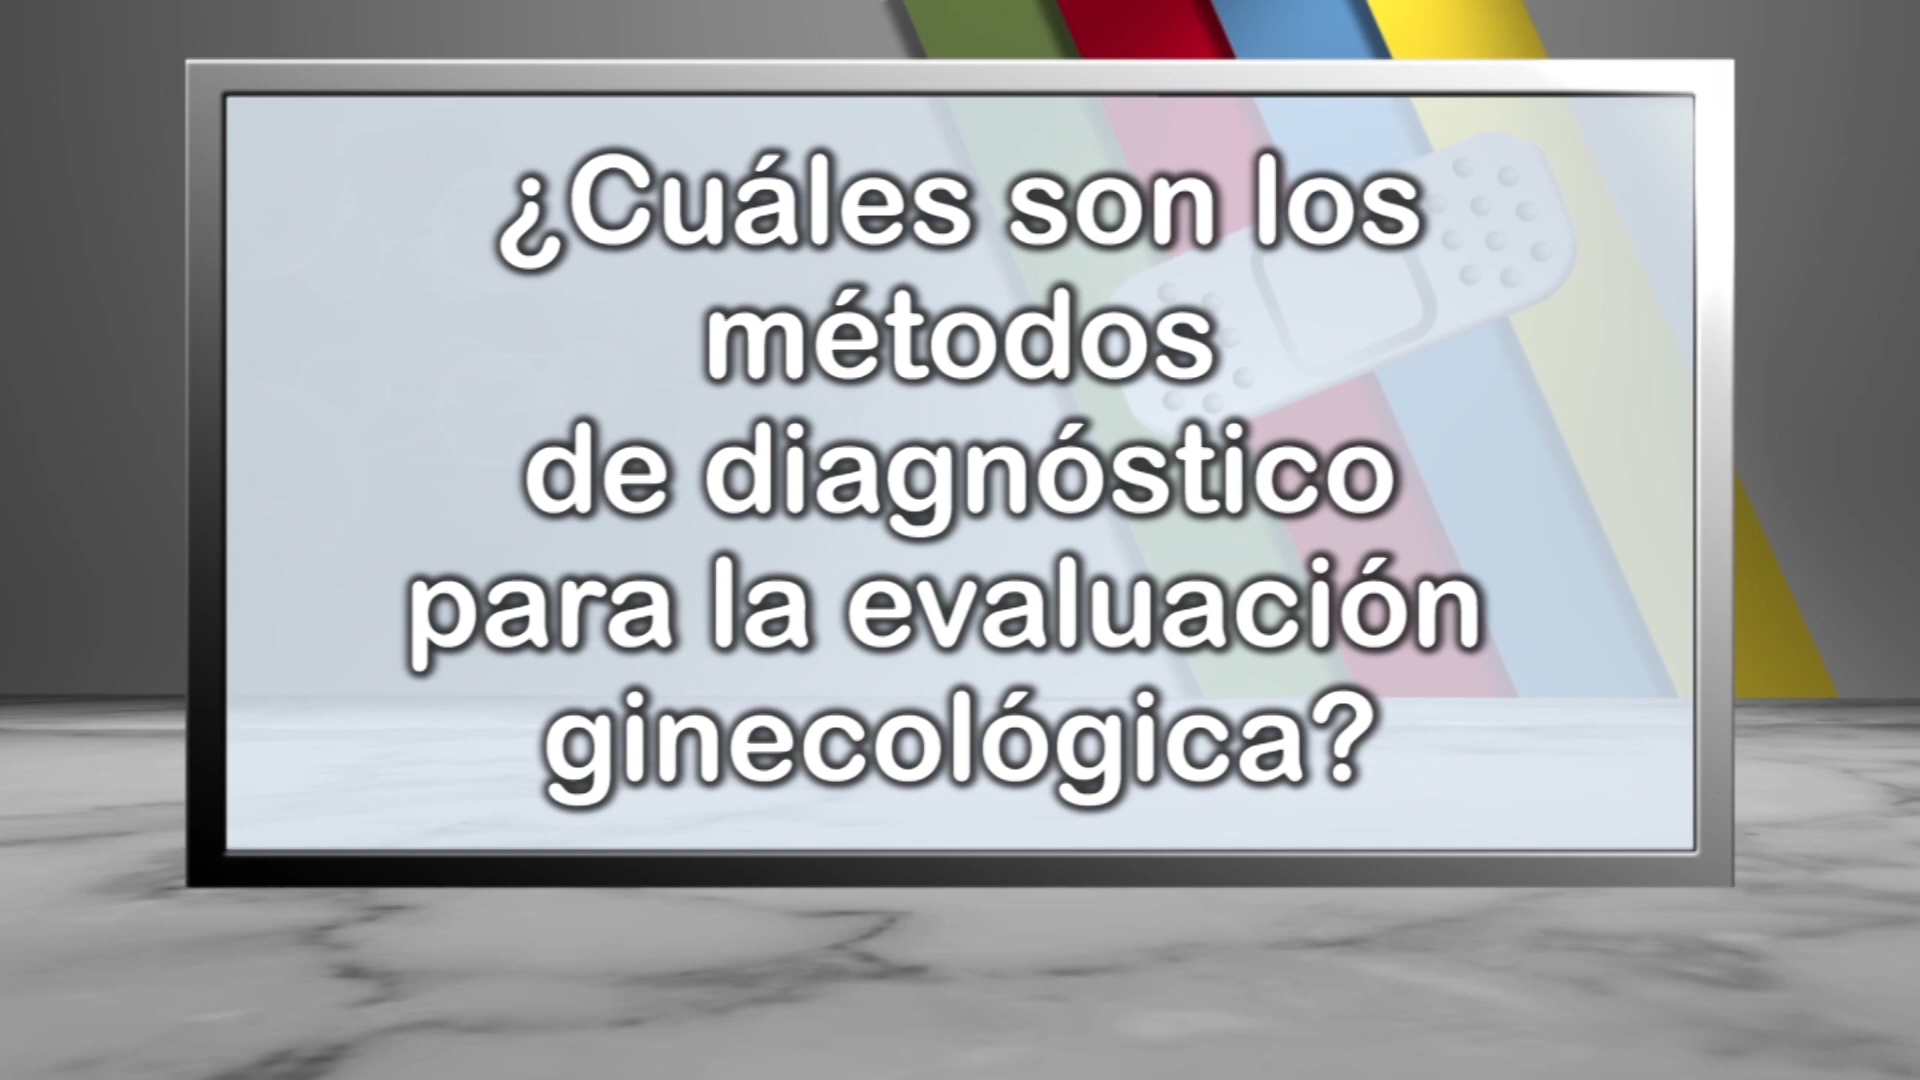 ¿Cuáles son los
métodos
de diagnóstico
para la evaluación
ginecológica?